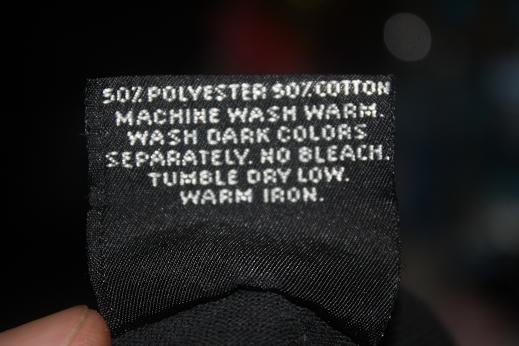 50% POLYESTER 50% COTTON
MACHINE WASH WARM.
WASH DARK COLORS
SEPARATELY. NO BLEACH.
TUMBLE DRY LOW.
WARM IRON.